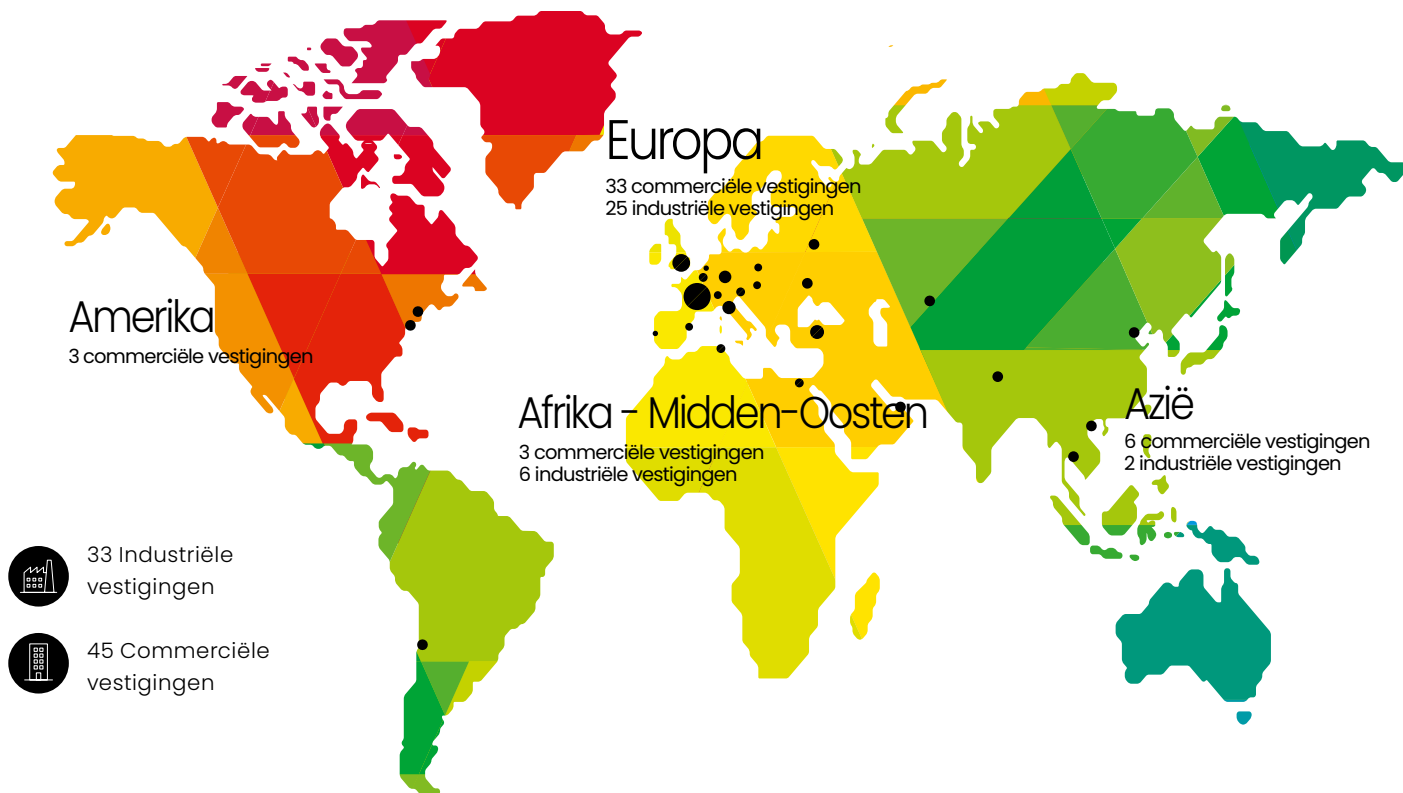 Europa
33 commerciële vestigingen
25 industriële vestigingen
Amerika
3 commerciële vestigingen
Afrika - Midden-Oosten
3 commerciële vestigingen
6 industriële vestigingen
Azië
6 commerciële vestigingen
2 industriële vestigingen
33 Industriële
vestigingen
45 Commerciële
vestigingen